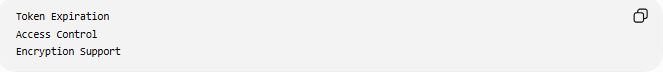 Token Expiration
Access Control
Encryption Support